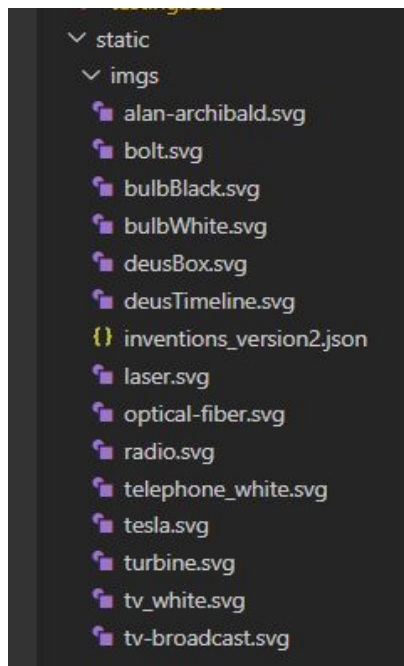 static
imgs
alan-archibald.svg
bolt.svg
bulbBlack.svg
bulbWhite.svg
deusBox.svg
deusTimeline.svg
{} inventions_version2.json
laser.svg
optical-fiber.svg
radio.svg
telephone_white.svg
tesla.svg
turbine.svg
tv_white.svg
tv-broadcast.svg